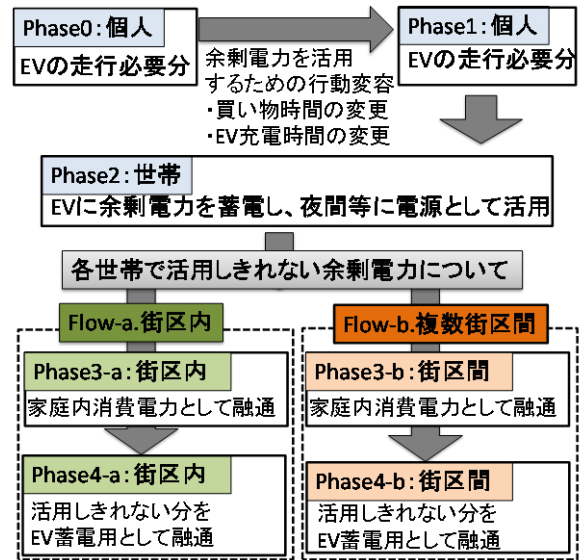 Phase0:個人
EVの走行必要分
余剰電力を活用
するための行動変容
・買い物時間の変更
・EV充電時間の変更
Phase1:個人
EVの走行必要分
Phase2:世帯
EVに余剰電力を蓄電し、夜間等に電源として活用
各世帯で活用しきれない余剰電力について
Flow-a.街区内
Phase3-a:街区内
家庭内消費電力として融通
Phase4-a:街区内
活用しきれない分を
EV蓄電用として融通
Flow-b.複数街区間
Phase3-b:街区間
家庭内消費電力として融通
Phase4-b:街区間
活用しきれない分を
EV蓄電用として融通